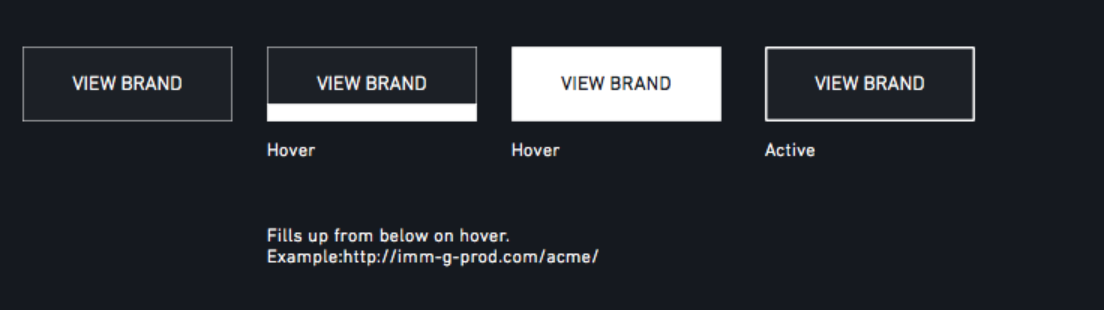 VIEW BRAND
VIEW BRAND
VIEW BRAND
VIEW BRAND
Hover
Hover
Active
Fills up from below on hover.
Example:http://imm-g-prod.com/acme/